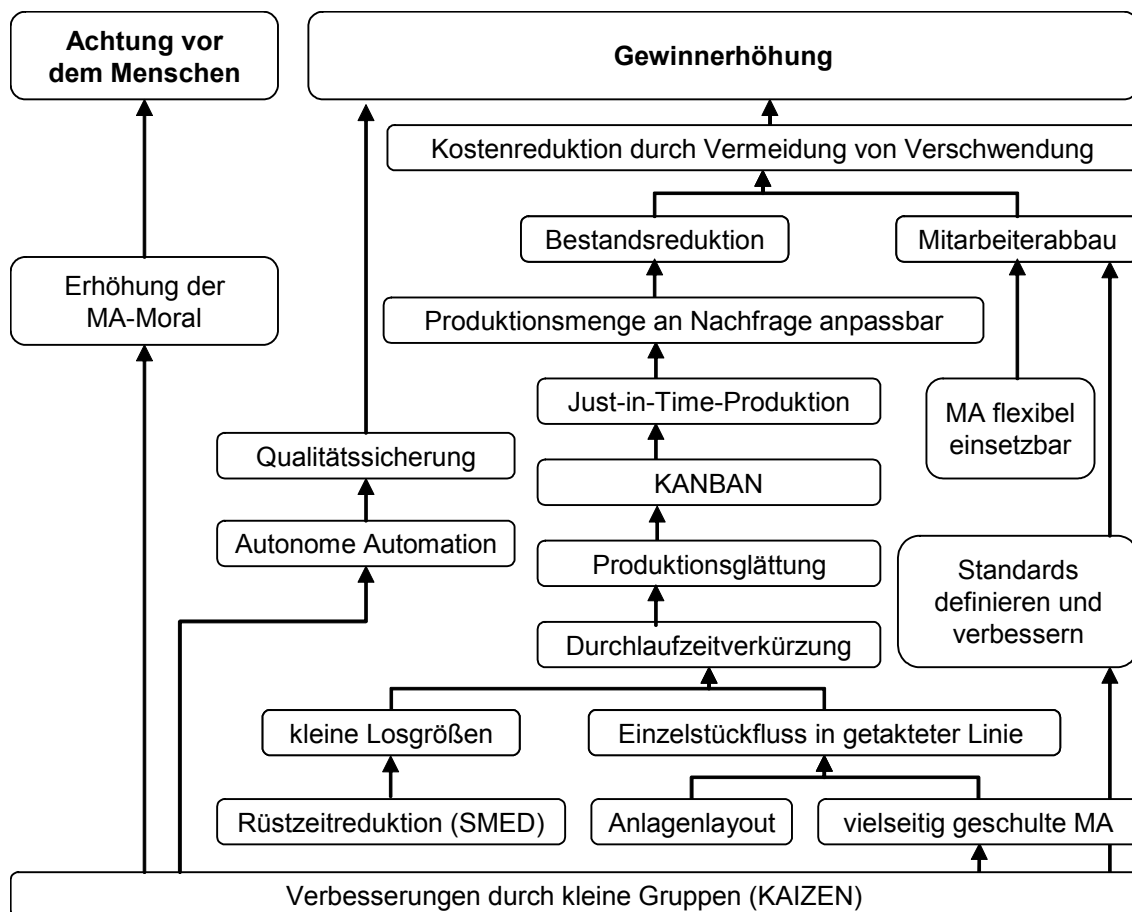 Achtung vor
dem Menschen
Gewinnerhöhung
Kostenreduktion durch Vermeidung von Verschwendung
Bestandsreduktion
Mitarbeiterabbau
Erhöhung der
MA-Moral
Produktionsmenge an Nachfrage anpassbar
Just-in-Time-Produktion
MA flexibel
einsetzbar
Qualitätssicherung
KANBAN
Autonome Automation
Produktionsglättung
Standards
definieren und
verbessern
Durchlaufzeitverkürzung
kleine Losgrößen
Einzelstückfluss in getakteter Linie
Rüstzeitreduktion (SMED)
Anlagenlayout
vielseitig geschulte MA
Verbesserungen durch kleine Gruppen (KAIZEN)